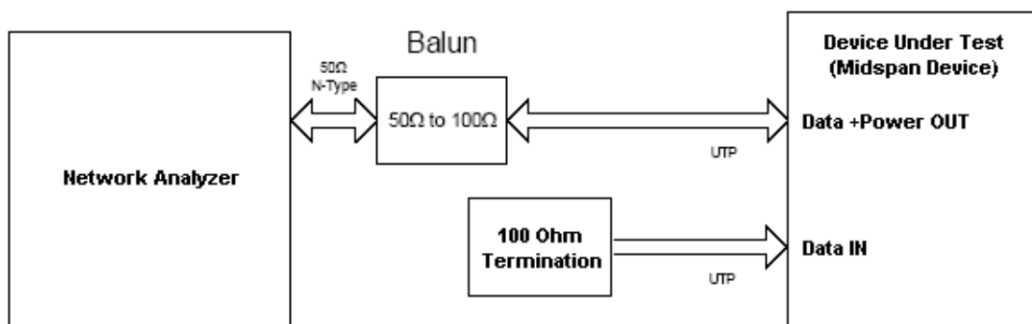 Balun
Device Under Test
(Midspan Device)
50Ω
N-Type
50Ω to 100Ω
Data +Power OUT
UTP
Network Analyzer
100 Ohm
Termination
Data IN
UTP